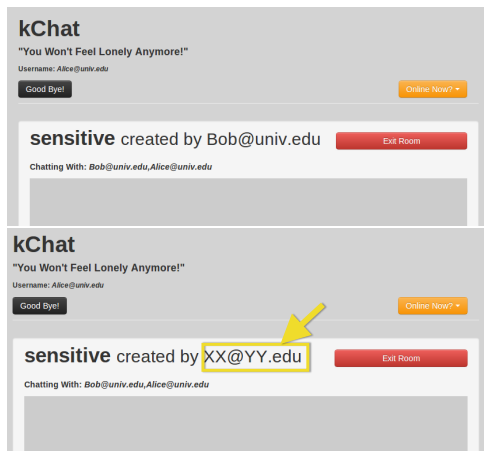 kChat
"You Won't Feel Lonely Anymore!"
Username: Alice@univ.edu
Good Bye! Online Now?
sensitive created by Bob@univ.edu Exit Room
Chatting With: Bob@univ.edu,Alice@univ.edu
kChat
"You Won't Feel Lonely Anymore!"
Username: Alice@univ.edu
Good Bye! Online Now?
sensitive created by XX@YY.edu Exit Room
Chatting With: Bob@univ.edu,Alice@univ.edu